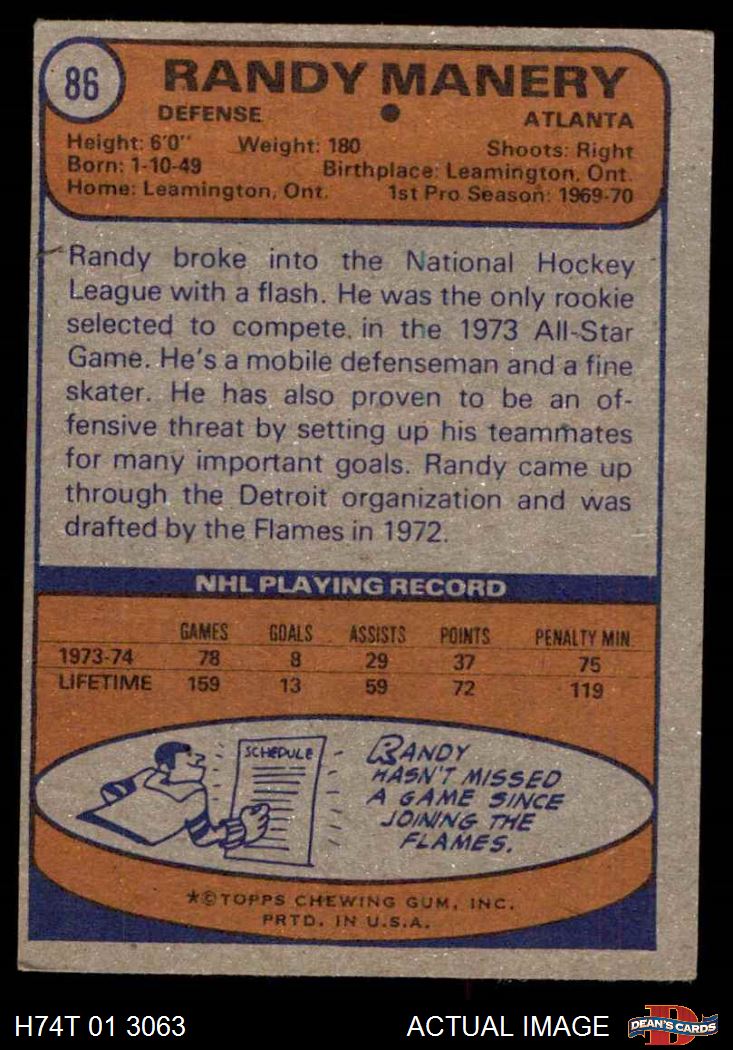 86
RANDY MANERY
DEFENSE ● ATLANTA
Height: 6'0" Weight: 180 Shoots: Right
Born: 1-10-49 Birthplace: Leamington, Ont.
Home: Leamington, Ont. 1st Pro Season: 1969-70
Randy broke into the National Hockey
League with a flash. He was the only rookie
selected to compete in the 1973 All-Star
Game. He's a mobile defenseman and a fine
skater. He has also proven to be an of-
fensive threat by setting up his teammates
for many important goals. Randy came up
through the Detroit organization and was
drafted by the Flames in 1972.
NHL PLAYING RECORD
GAMES GOALS ASSISTS POINTS PENALTY MIN.
1973-74 78 8 29 37 75
LIFETIME 159 13 59 72 119
SCHEDULE
RANDY
HASN'T MISSED
A GAME SINCE
JOINING THE
FLAMES.
*©TOPPS CHEWING GUM, INC.
PRTD. IN U.S.A.
H74T 01 3063 ACTUAL IMAGE
D
DEAN'S CARDS